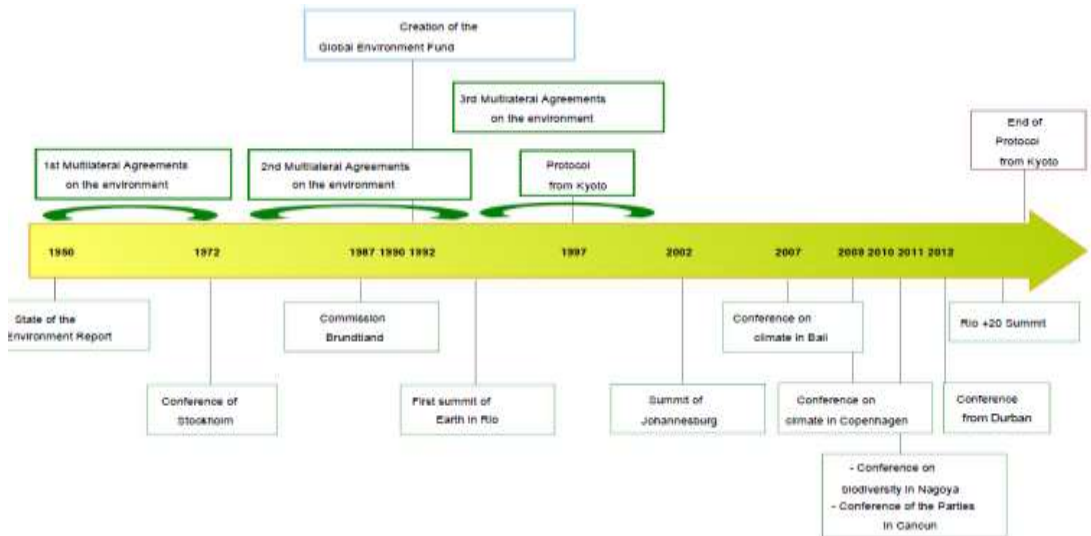 Creation of the
Global Environment Fund
3rd Multilateral Agreements
on the environment
End of
Protocol
from Kyoto
1st Multilateral Agreements
on the environment
2nd Multilateral Agreements
on the environment
Protocol
from Kyoto
1950 1972 1987 1990 1992 1997 2002 2007 2009 2010 2011 2012
State of the
Environment Report
Commission
Brundtland
Conference on
climate in Bali
Rio +20 Summit
Conference of
Stockholm
First summit of
Earth in Rio
Summit of
Johannesburg
Conference on
climate in Copenhagen
Conference
from Durban
- Conference on
biodiversity in Nagoya
- Conference of the Parties
in Cancun